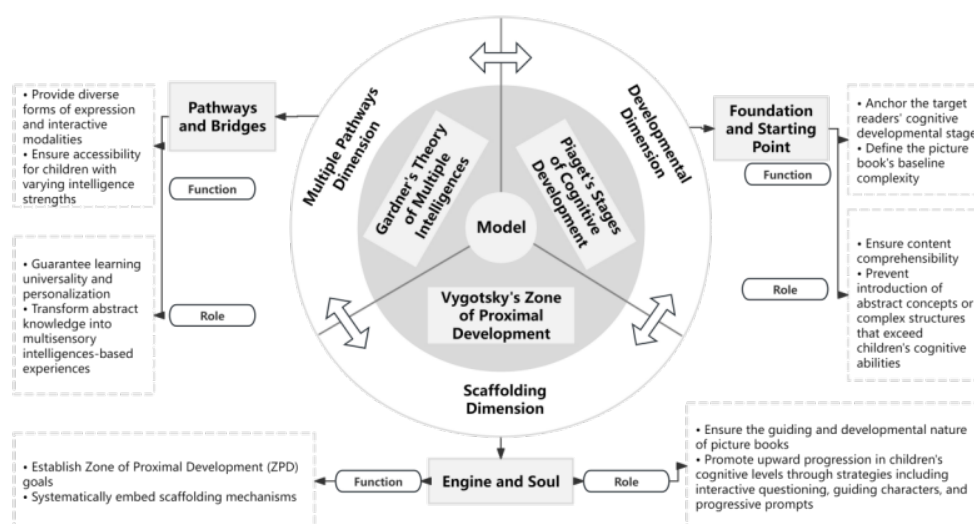 • Provide diverse
forms of expression
and interactive
modalities
• Ensure accessibility
for children with
varying intelligence
strengths
Pathways
and Bridges
Function
• Guarantee learning
universality and
personalization
• Transform abstract
knowledge into
multisensory
intelligences-based
experiences
Role
Multiple Pathways
Dimension
Gardner's Theory
of Multiple
Intelligences
Model
Piaget's Stages
of Cognitive
Development
Developmental
Dimension
Vygotsky's Zone
of Proximal
Development
Scaffolding
Dimension
Foundation
and Starting
Point
Function
• Anchor the target
readers' cognitive
developmental stage
• Define the picture
book's baseline
complexity
Role
• Ensure content
comprehensibility
• Prevent
introduction of
abstract concepts or
complex structures
that exceed
children's cognitive
abilities
• Establish Zone of Proximal Development (ZPD)
goals
• Systematically embed scaffolding mechanisms
Function
Engine and Soul
Role
• Ensure the guiding and developmental nature
of picture books
• Promote upward progression in children's
cognitive levels through strategies including
interactive questioning, guiding characters, and
progressive prompts